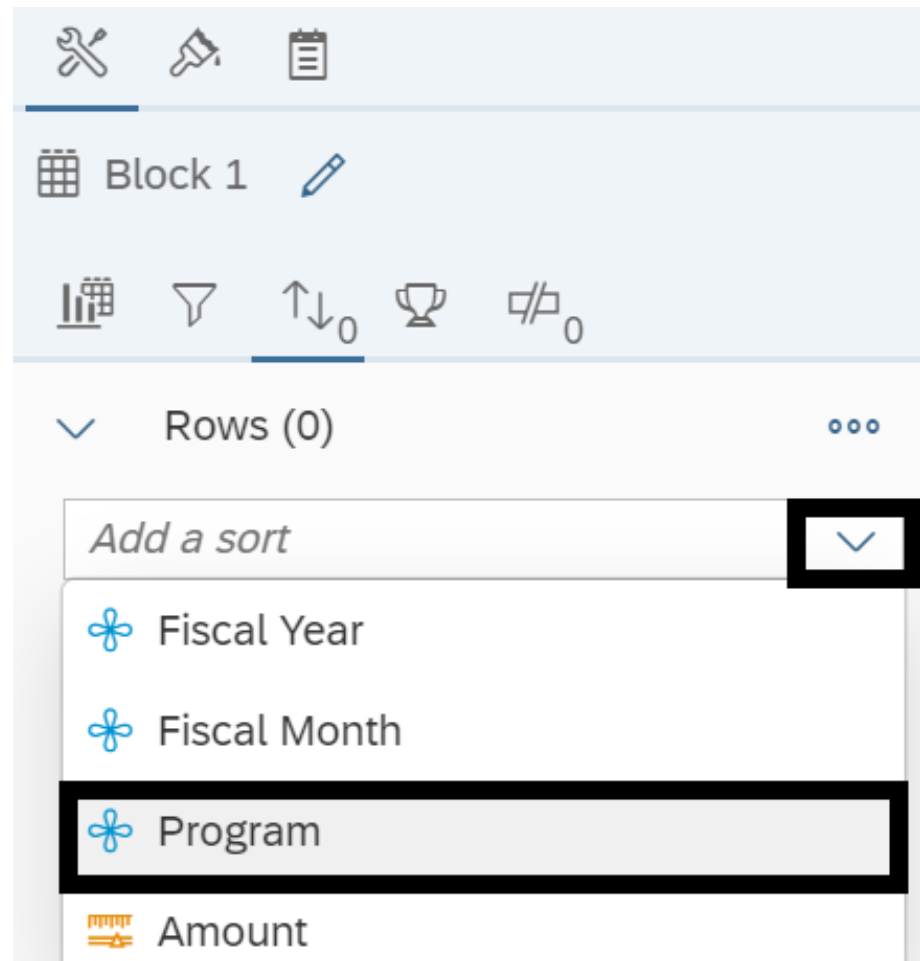 Block 1
0
0
Rows (0)
Add a sort
Fiscal Year
Fiscal Month
Program
Amount